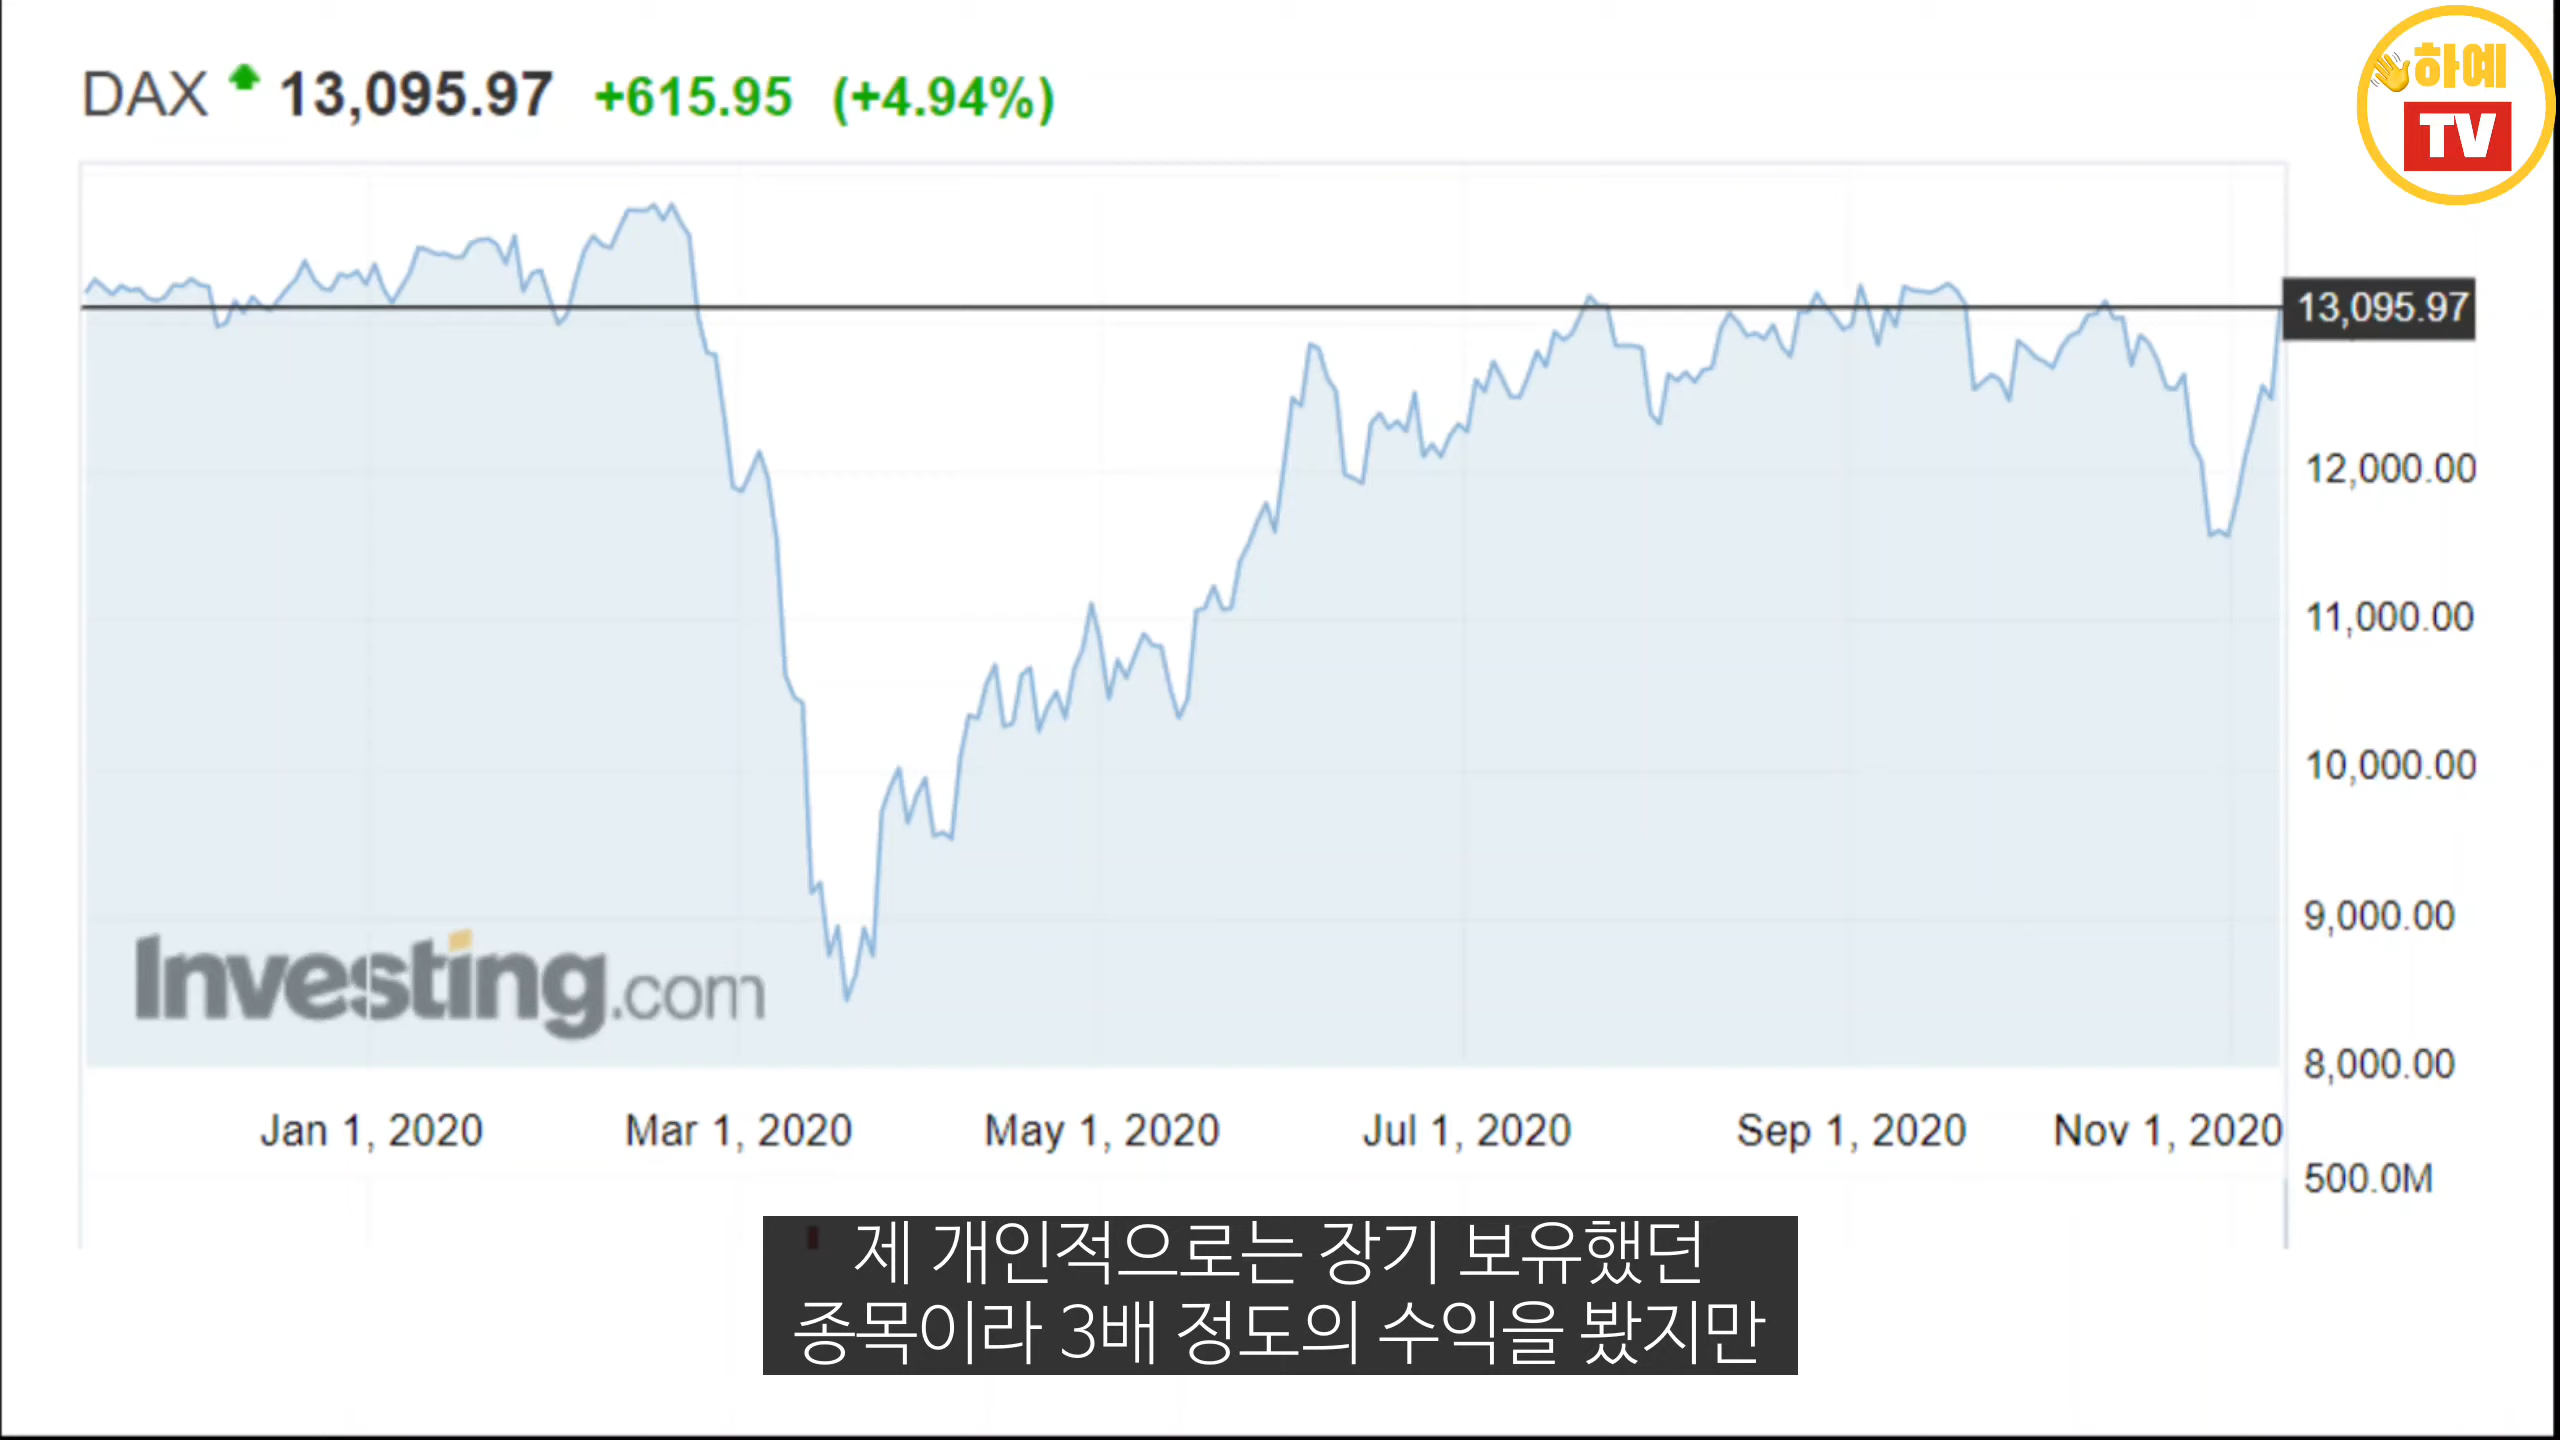 DAX 13,095.97 +615.95 (+4.94%)
하예
TV
13,095.97
12,000.00
11,000.00
10,000.00
9,000.00
8,000.00
Investing.com
Jan 1, 2020 Mar 1, 2020 May 1, 2020 Jul 1, 2020 Sep 1, 2020 Nov 1, 2020
500.0M
제 개인적으로는 장기 보유했던
종목이라 3배 정도의 수익을 봤지만